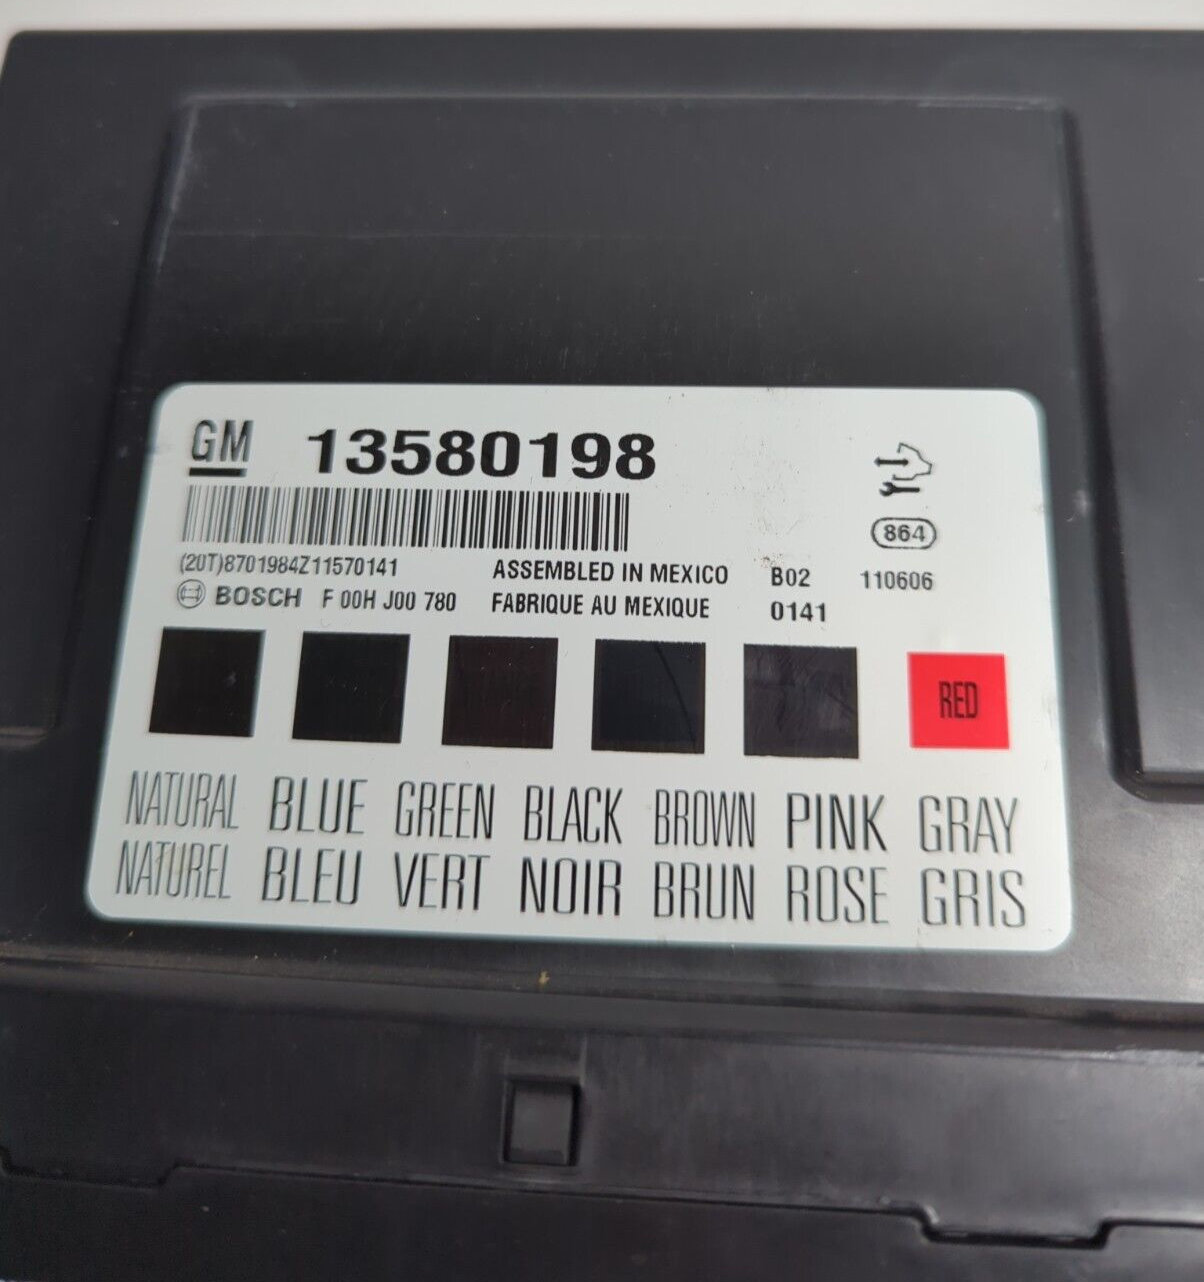 GM 13580198
864
(20T)8701984Z11570141 ASSEMBLED IN MEXICO B02 110606
BOSCH F 00H J00 780 FABRIQUE AU MEXIQUE 0141
RED
NATURAL BLUE GREEN BLACK BROWN PINK GRAY
NATUREL BLEU VERT NOIR BRUN ROSE GRIS